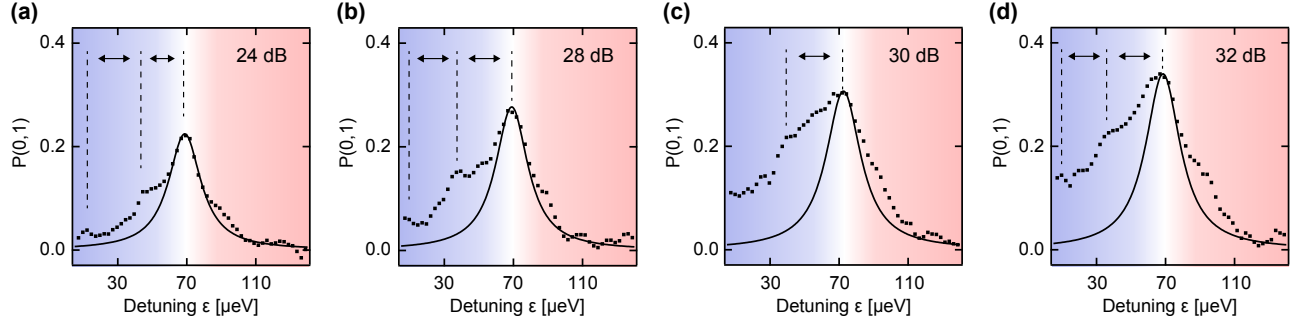 (a)
24 dB
P(0,1)
0.4
0.2
0.0
30 70 110
Detuning ε [µeV]
(b)
28 dB
P(0,1)
0.4
0.2
0.0
30 70 110
Detuning ε [µeV]
(c)
30 dB
P(0,1)
0.4
0.2
0.0
30 70 110
Detuning ε [µeV]
(d)
32 dB
P(0,1)
0.4
0.2
0.0
30 70 110
Detuning ε [µeV]